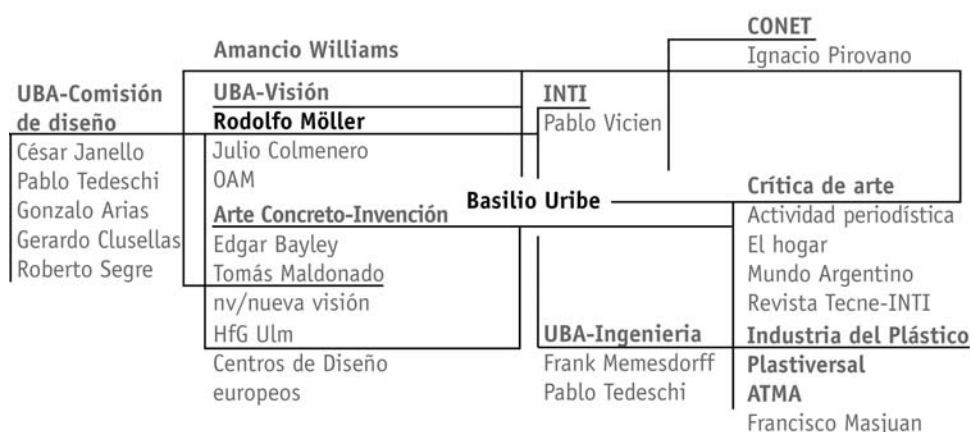 CONET
Ignacio Pirovano
Amancio Williams
UBA-Comisión
de diseño
César Janello
Pablo Tedeschi
Gonzalo Arias
Gerardo Clusellas
Roberto Segre
UBA-Visión
Rodolfo Möller
Julio Colmenero
OAM
Arte Concreto-Invención
Edgar Bayley
Tomás Maldonado
nv/nueva visión
HfG Ulm
Centros de Diseño
europeos
INTI
Pablo Vicien
Basilio Uribe
UBA-Ingenieria
Frank Memesdorff
Pablo Tedeschi
Crítica de arte
Actividad periodística
El hogar
Mundo Argentino
Revista Tecne-INTI
Industria del Plástico
Plastiversal
ATMA
Francisco Masjuan